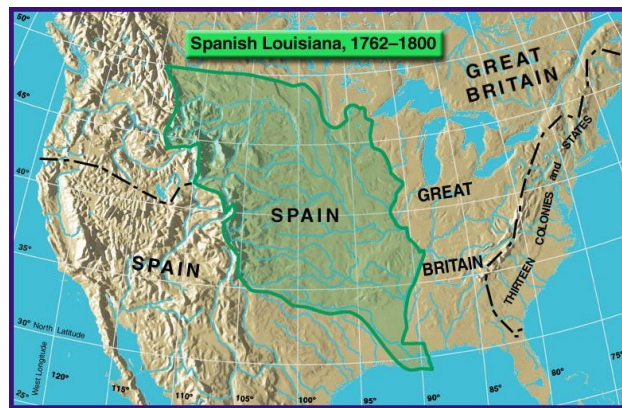 Spanish Louisiana, 1762–1800
GREAT
BRITAIN
THIRTEEN COLONIES and STATES
GREAT
BRITAIN
SPAIN
SPAIN
50°
45°
40°
35°
30° North Latitude
25°
West Longitude
120°
115°
110°
105°
100°
95°
90°
85°
80°
75°